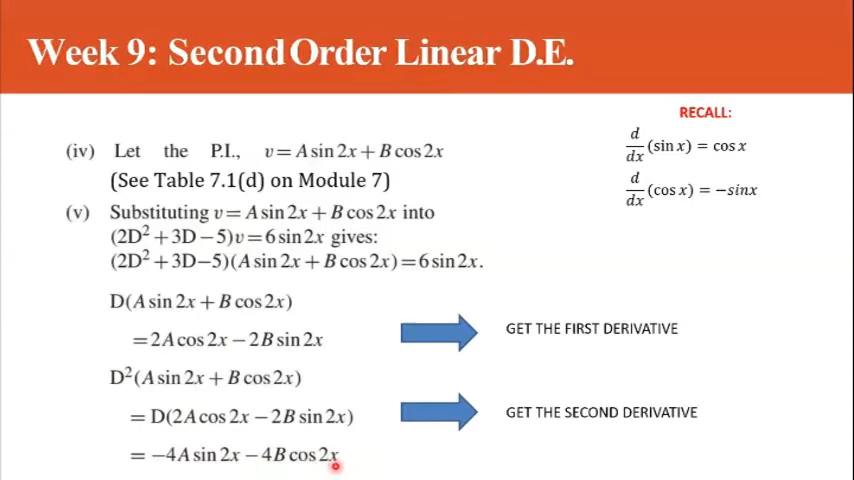 Week 9: Second Order Linear D.E.
RECALL:
d/dx (sin x) = cos x
d/dx (cos x) = −sinx
(iv) Let the P.I., v = A sin 2x + B cos 2x
(See Table 7.1(d) on Module 7)
(v) Substituting v = A sin 2x + B cos 2x into
(2D² + 3D − 5)v = 6 sin 2x gives:
(2D² + 3D−5)(A sin 2x + B cos 2x) = 6 sin 2x.
D(A sin 2x + B cos 2x)
= 2A cos 2x − 2B sin 2x
GET THE FIRST DERIVATIVE
D²(A sin 2x + B cos 2x)
= D(2A cos 2x − 2B sin 2x)
GET THE SECOND DERIVATIVE
= −4A sin 2x − 4B cos 2x